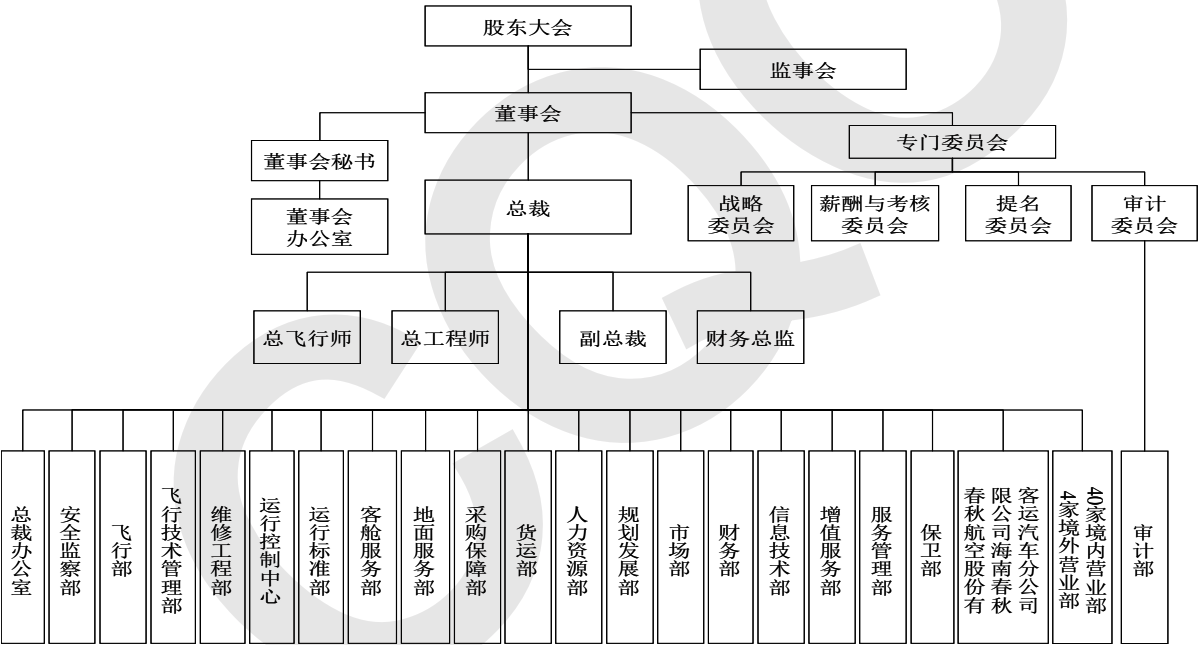 股东大会
监事会
董事会
专门委员会
董事会秘书
董事会
办公室
总裁
战略
委员会
薪酬与考核
委员会
提名
委员会
审计
委员会
总飞行师
总工程师
副总裁
财务总监
总裁办公室
安全监察部
飞行部
飞行技术管理部
维修工程部
运行控制中心
运行标准部
客舱服务部
地面服务部
采购保障部
货运部
人力资源部
规划发展部
市场部
财务部
信息技术部
增值服务部
服务管理部
保卫部
春秋航空股份有
限公司海南春秋
客运汽车分公司
40家境内营业部
4家境外营业部
审计部